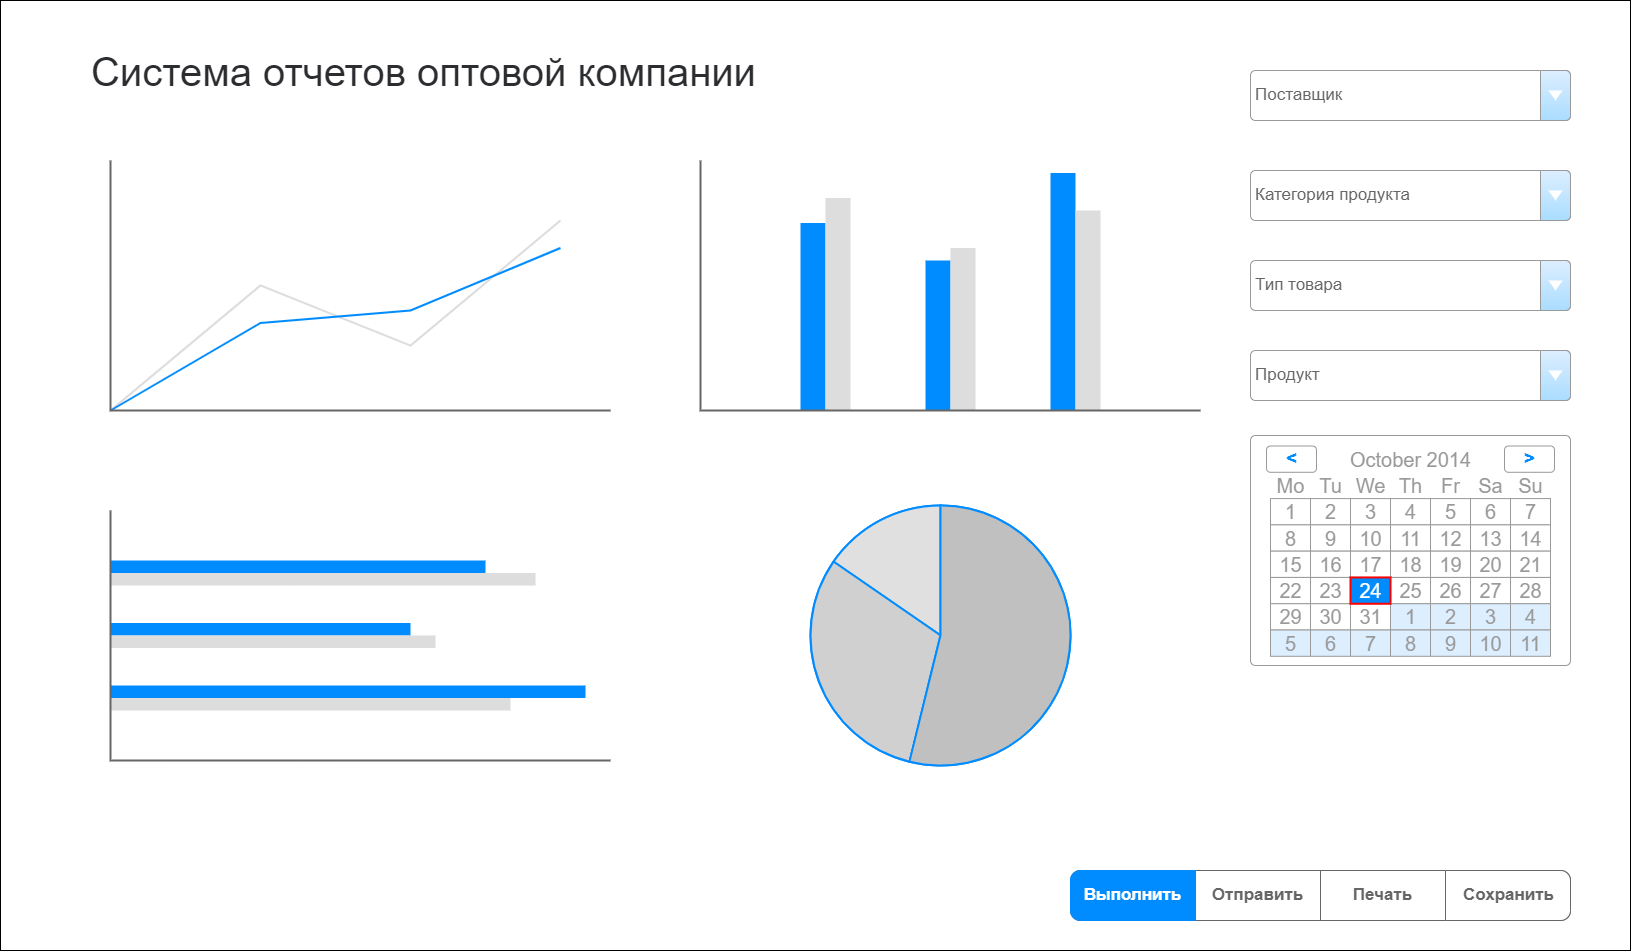 Система отчетов оптовой компании
Поставщик
Категория продукта
Тип товара
Продукт
< October 2014 >
Mo Tu We Th Fr Sa Su
1 2 3 4 5 6 7
8 9 10 11 12 13 14
15 16 17 18 19 20 21
22 23 24 25 26 27 28
29 30 31 1 2 3 4
5 6 7 8 9 10 11
Выполнить Отправить Печать Сохранить